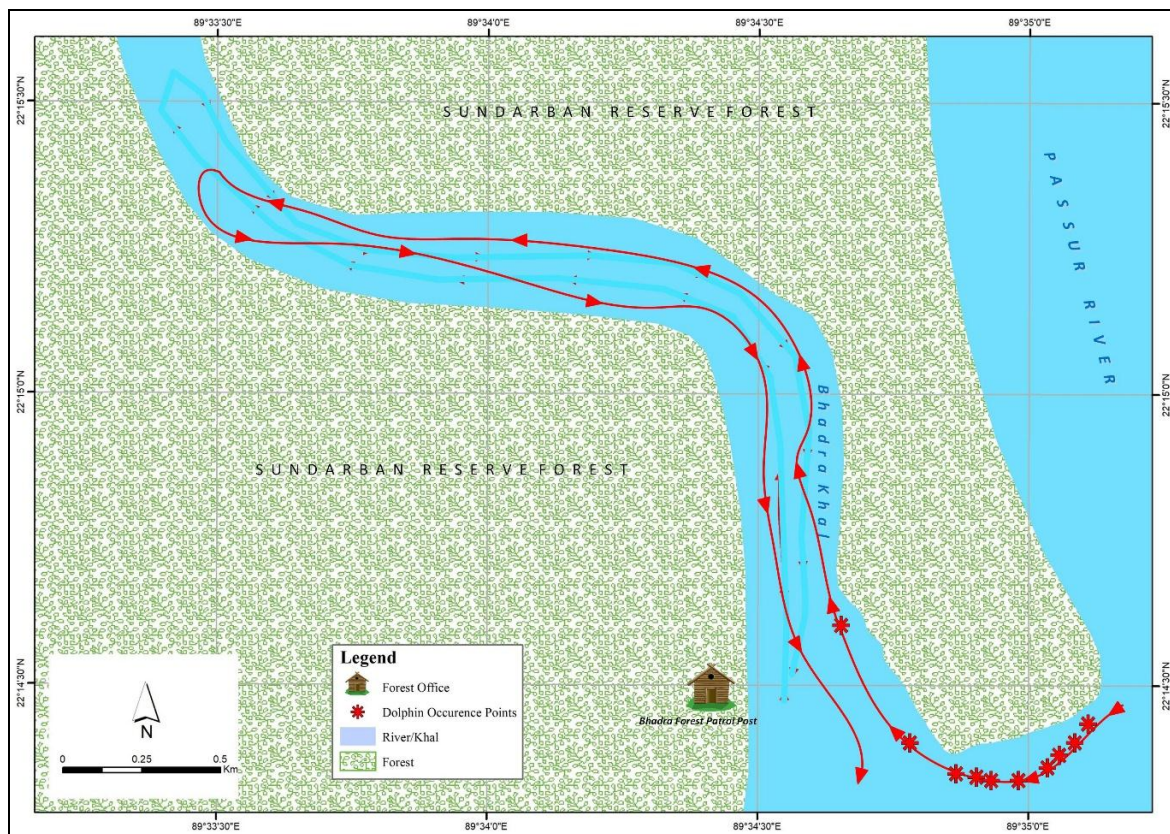 89°33'30"E
89°34'0"E
89°34'30"E
89°35'0"E
22°15'30"N
22°15'30"N
SUNDARBAN RESERVE FOREST
PASSUR RIVER
22°15'0"N
22°15'0"N
Bhadra Khal
SUNDARBAN RESERVE FOREST
22°14'30"N
22°14'30"N
Legend
Forest Office
Dolphin Occurence Points
River/Khal
Forest
Bhadra Forest Patrol Post
N
0
0.25
0.5
Km
89°33'30"E
89°34'0"E
89°34'30"E
89°35'0"E